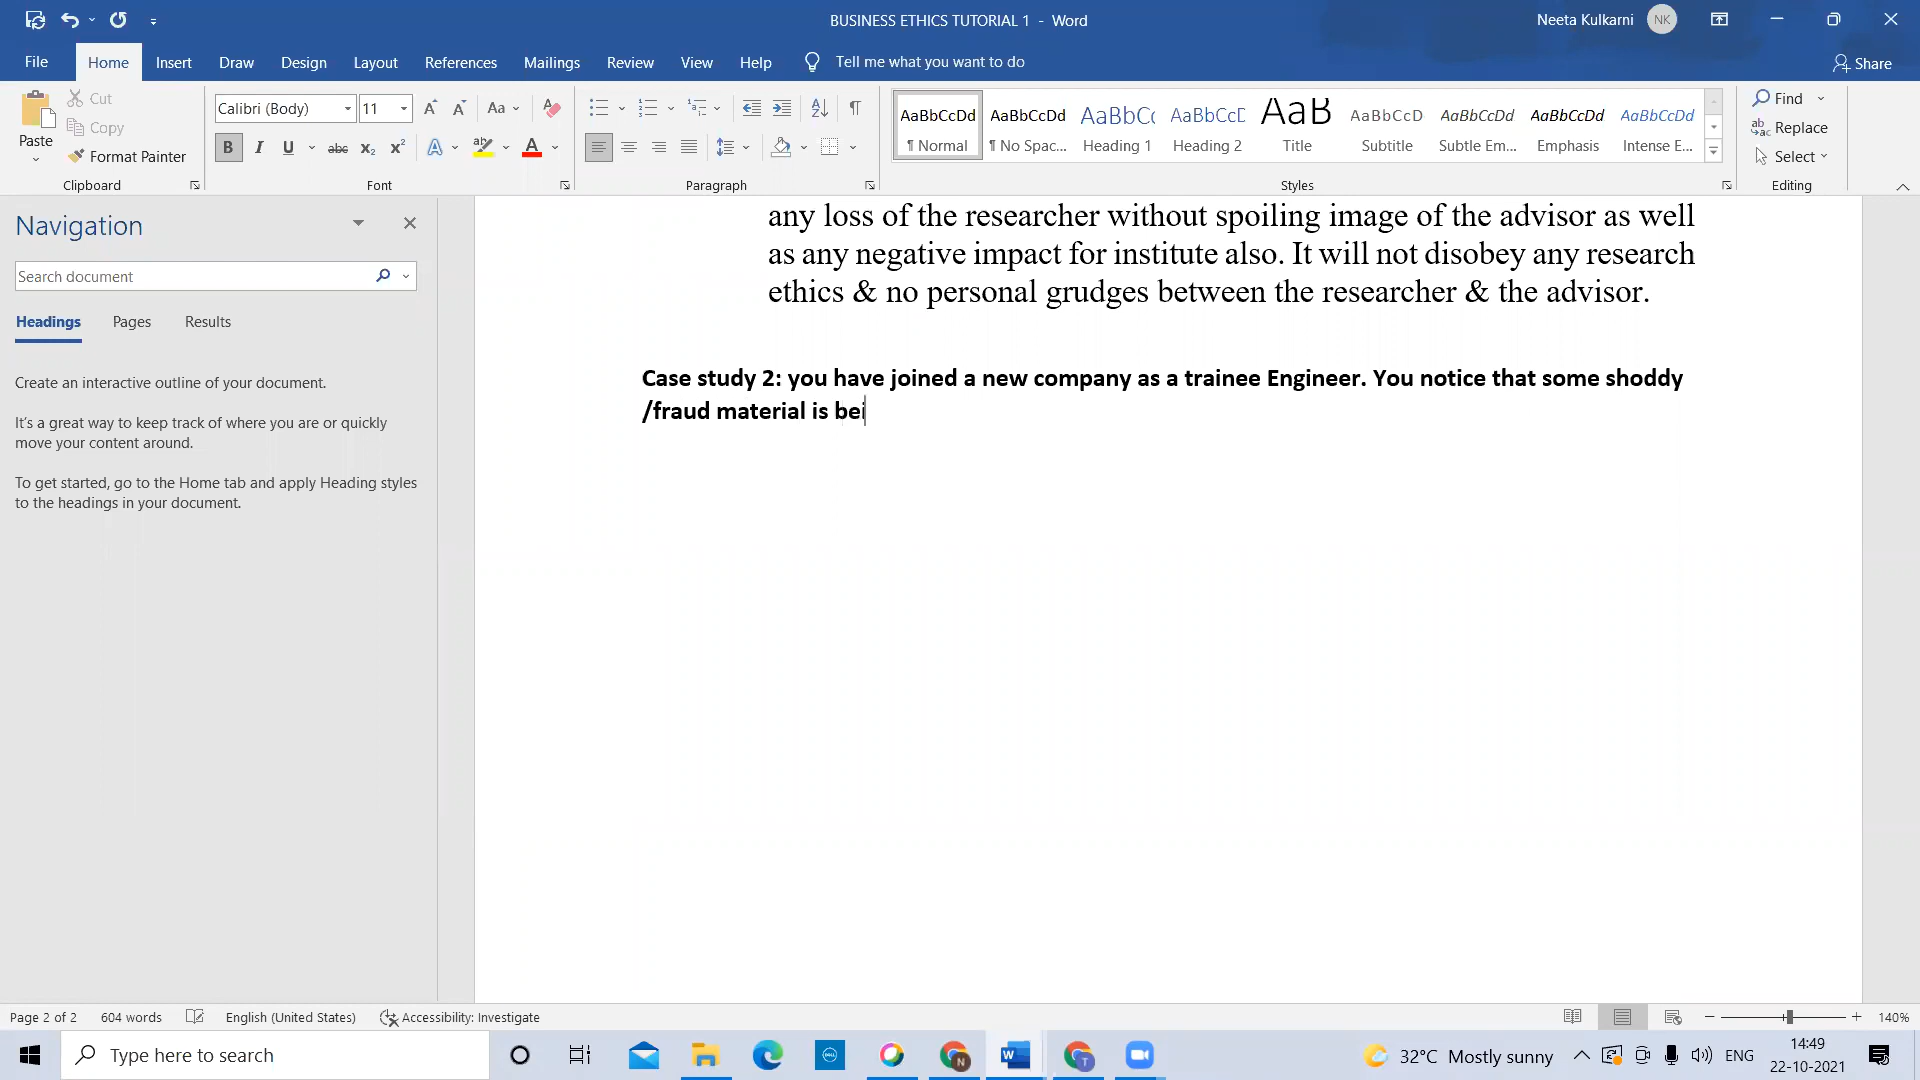 BUSINESS ETHICS TUTORIAL 1 - Word
Neeta Kulkarni NK
File Home Insert Draw Design Layout References Mailings Review View Help Tell me what you want to do Share
Paste
Cut
Copy
Format Painter
Clipboard
Calibri (Body) 11 Aa
B I U abc x₂ x² A A
Font
Paragraph
AaBbCcDd AaBbCcDd AaBbCc AaBbCcC AaB AaBbCcD AaBbCcDd AaBbCcDd AaBbCcDd
¶ Normal ¶ No Spac... Heading 1 Heading 2 Title Subtitle Subtle Em... Emphasis Intense E...
Styles
Find
Replace
Select
Editing
Navigation
Search document
Headings Pages Results
Create an interactive outline of your document.
It's a great way to keep track of where you are or quickly
move your content around.
To get started, go to the Home tab and apply Heading styles
to the headings in your document.
any loss of the researcher without spoiling image of the advisor as well
as any negative impact for institute also. It will not disobey any research
ethics & no personal grudges between the researcher & the advisor.
Case study 2: you have joined a new company as a trainee Engineer. You notice that some shoddy
/fraud material is bei
Page 2 of 2 604 words English (United States) Accessibility: Investigate 140%
Type here to search
DELL
N
T
32°C Mostly sunny
ENG
14:49
22-10-2021